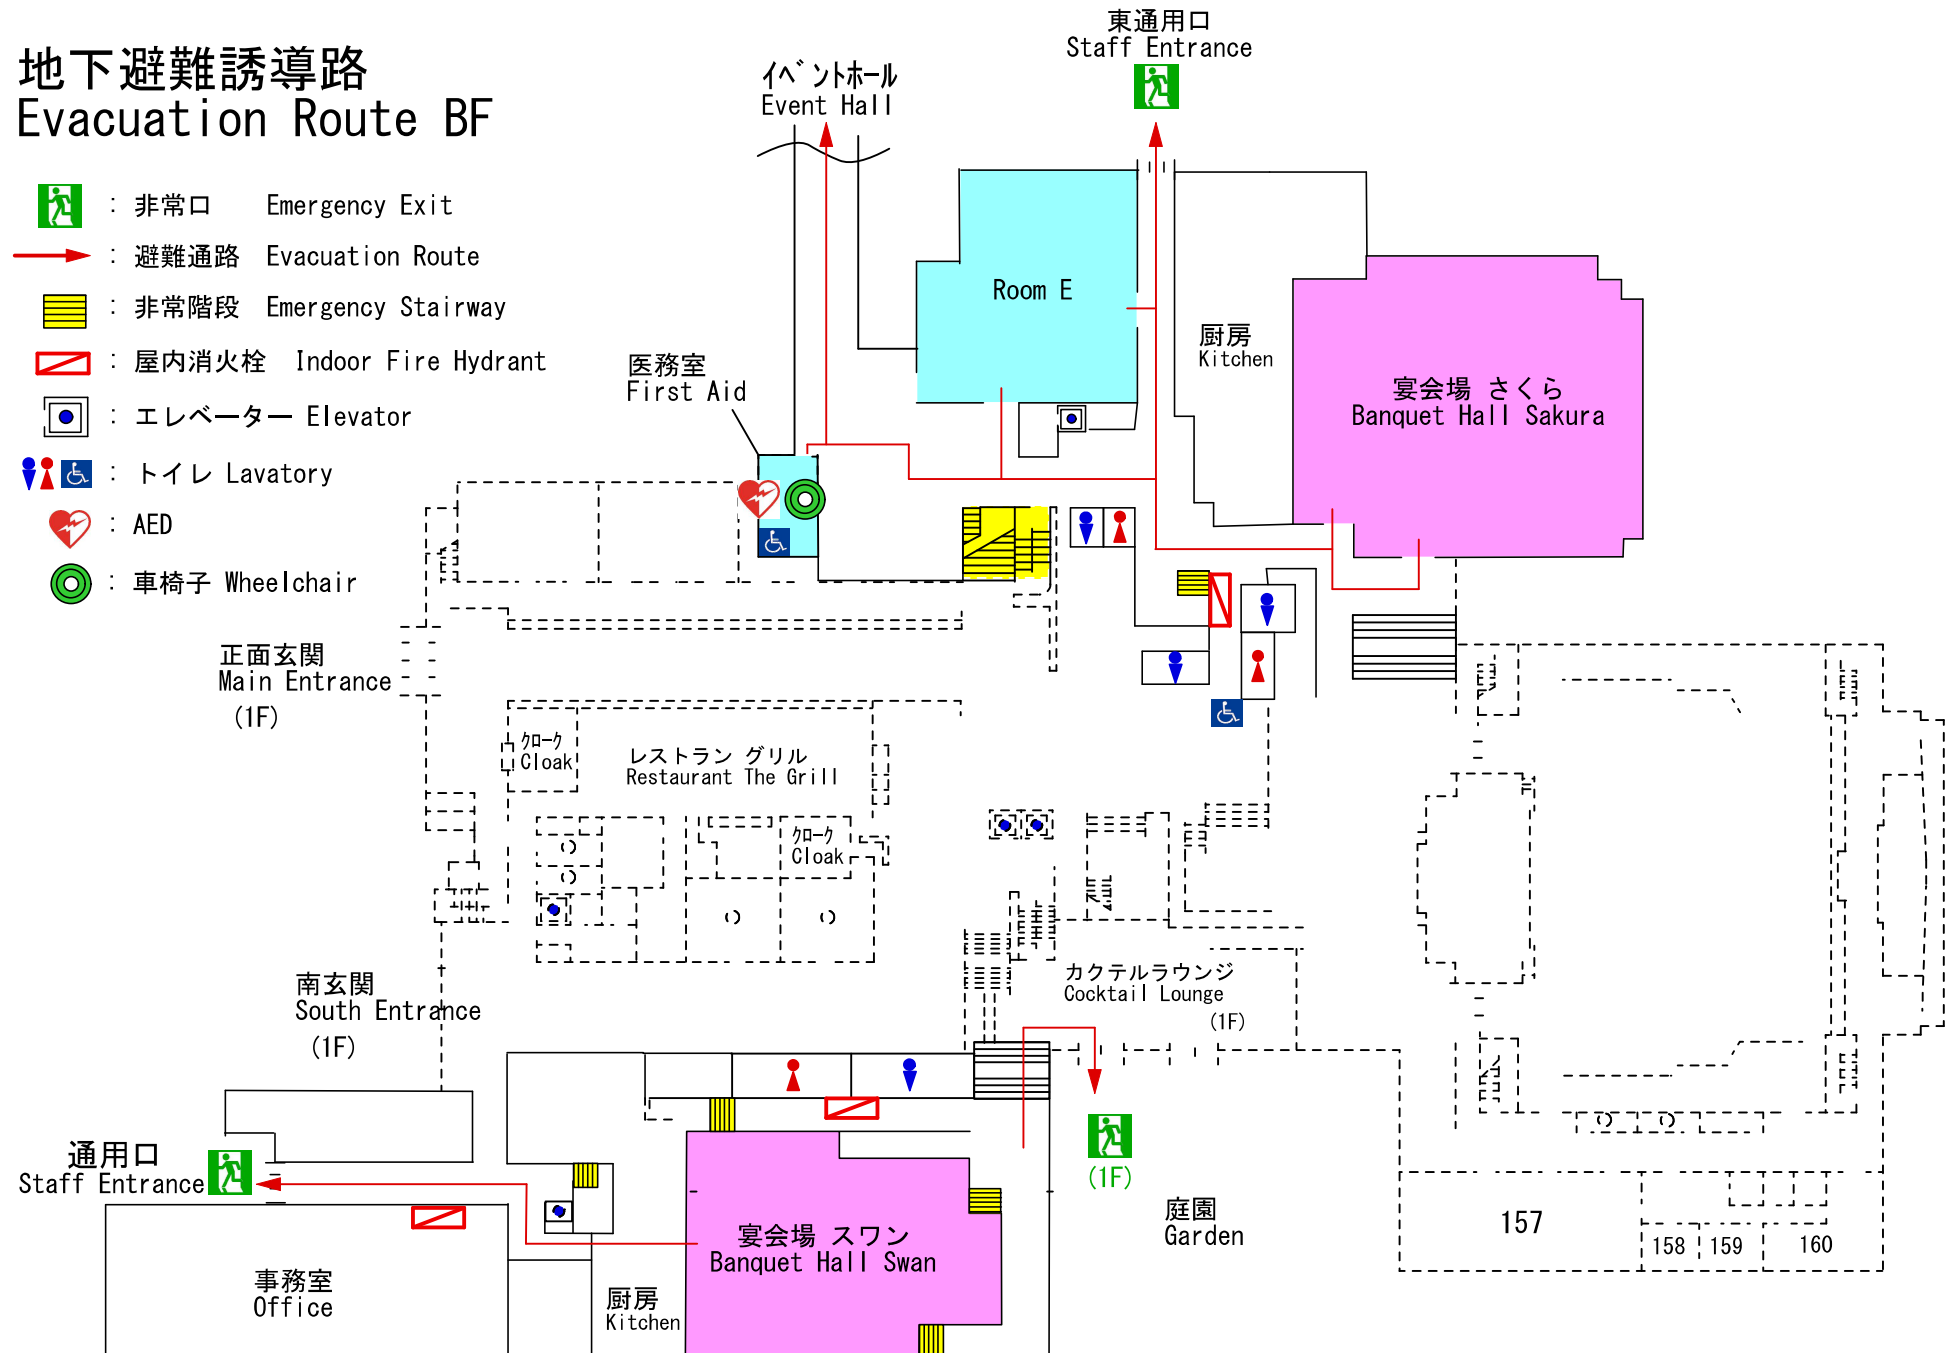 地下避難誘導路
Evacuation Route BF
: 非常口 Emergency Exit
: 避難通路 Evacuation Route
: 非常階段 Emergency Stairway
: 屋内消火栓 Indoor Fire Hydrant
: エレベーター Elevator
: トイレ Lavatory
: AED
: 車椅子 Wheelchair
イベントホール
Event Hall
東通用口
Staff Entrance
Room E
厨房
Kitchen
宴会場 さくら
Banquet Hall Sakura
医務室
First Aid
正面玄関
Main Entrance
(1F)
クローク
Cloak
レストラン グリル
Restaurant The Grill
クローク
Cloak
南玄関
South Entrance
(1F)
カクテルラウンジ
Cocktail Lounge
(1F)
通用口
Staff Entrance
(1F)
庭園
Garden
宴会場 スワン
Banquet Hall Swan
事務室
Office
厨房
Kitchen
157
158
159
160